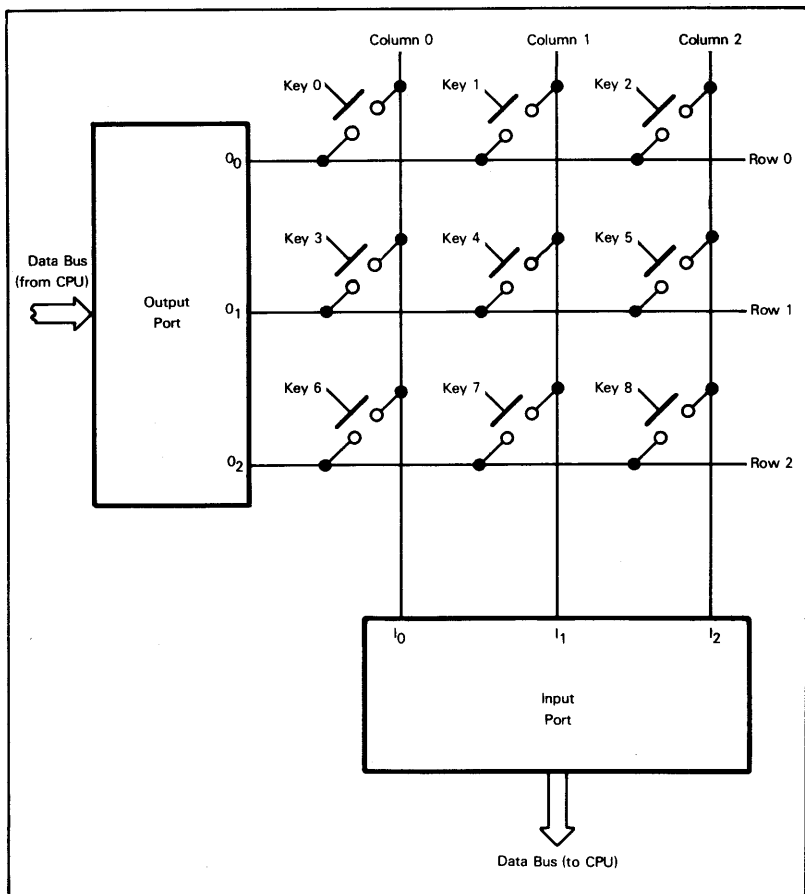 Column 0 Column 1 Column 2
Key 0 Key 1 Key 2
O0 Row 0
Key 3 Key 4 Key 5
Data Bus
(from CPU)
Output
Port
O1 Row 1
Key 6 Key 7 Key 8
O2 Row 2
I0 I1 I2
Input
Port
Data Bus (to CPU)